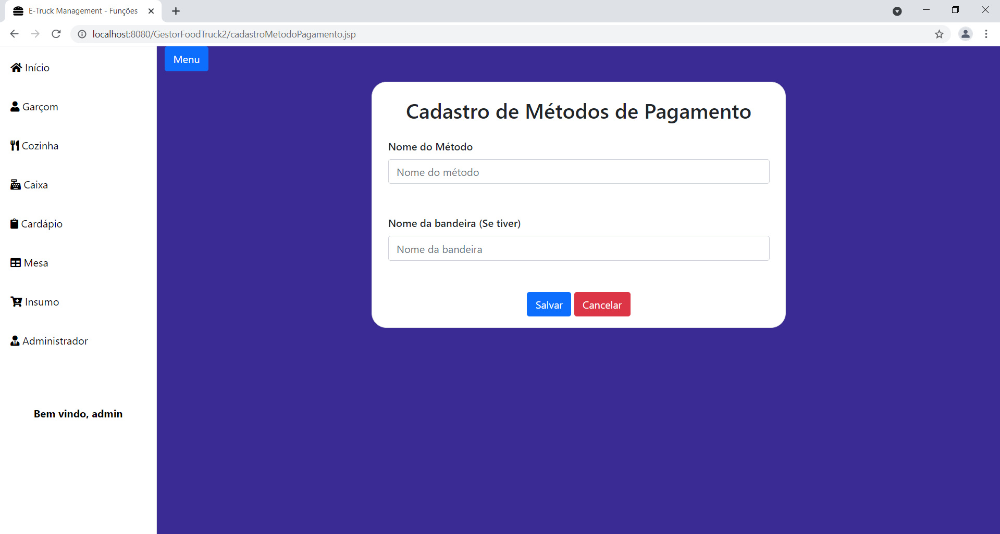 E-Truck Management - Funções
localhost:8080/GestorFoodTruck2/cadastroMetodoPagamento.jsp
Início
Garçom
Cozinha
Caixa
Cardápio
Mesa
Insumo
Administrador
Bem vindo, admin
Menu
Cadastro de Métodos de Pagamento
Nome do Método
Nome do método
Nome da bandeira (Se tiver)
Nome da bandeira
Salvar Cancelar